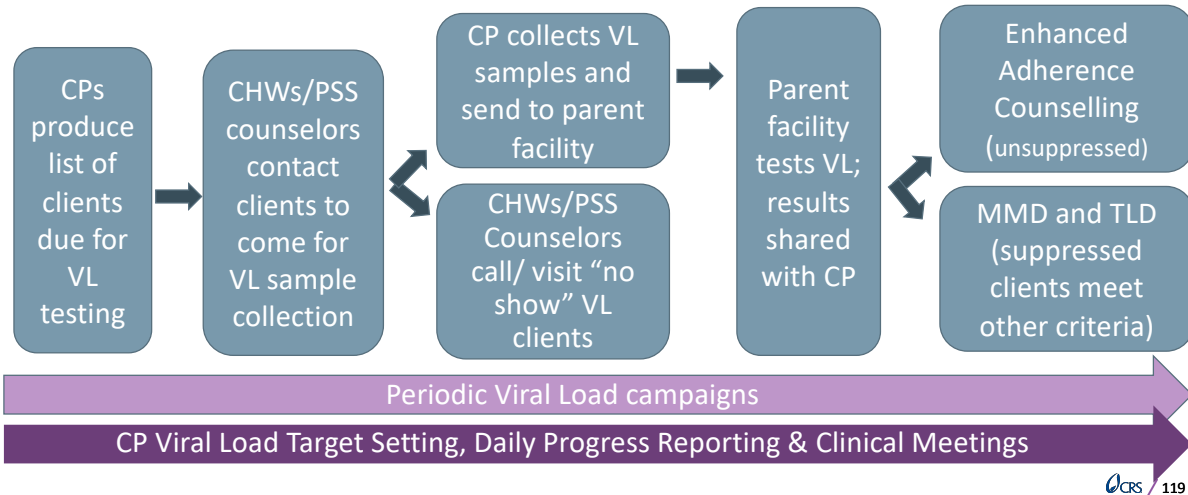 CPs
produce
list of
clients
due for
VL
testing
CHWs/PSS
counselors
contact
clients to
come for
VL sample
collection
CP collects VL
samples and
send to parent
facility
CHWs/PSS
Counselors
call/ visit “no
show” VL
clients
Parent
facility
tests VL;
results
shared
with CP
Enhanced
Adherence
Counselling
(unsuppressed)
MMD and TLD
(suppressed
clients meet
other criteria)
Periodic Viral Load campaigns
CP Viral Load Target Setting, Daily Progress Reporting & Clinical Meetings
CRS / 119